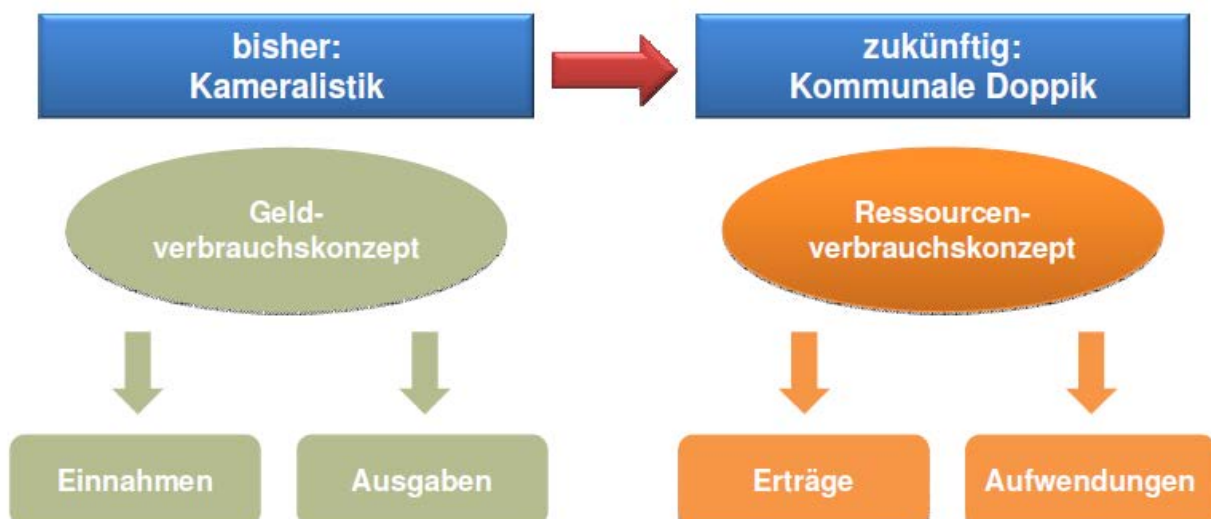 bisher:
Kameralistik
zukünftig:
Kommunale Doppik
Geld-
verbrauchskonzept
Ressourcen-
verbrauchskonzept
Einnahmen
Ausgaben
Erträge
Aufwendungen